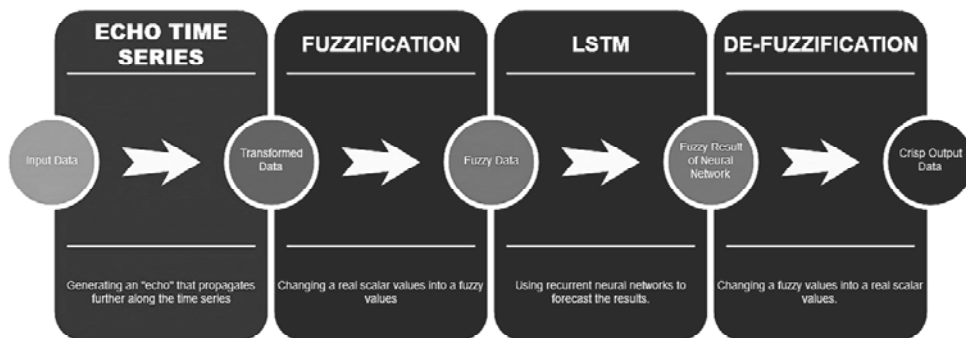 ECHO TIME
SERIES
FUZZIFICATION
LSTM
DE-FUZZIFICATION
Input Data
Transformed
Data
Fuzzy Data
Fuzzy Result
of Neural
Network
Crisp Output
Data
Generating an "echo" that propagates
further along the time series
Changing a real scalar values into a fuzzy
values
Using recurrent neural networks to
forecast the results.
Changing a fuzzy values into a real scalar
values.